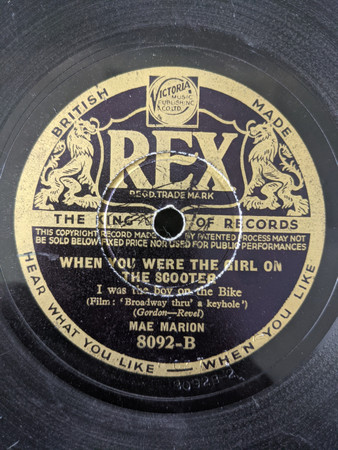 VICTORIA
MUSIC
PUBLISHING
CO. LTD.
BRITISH MADE
REX
REGD. TRADE MARK
THE KING OF RECORDS
THIS COPYRIGHT RECORD MADE BY PATENTED PROCESS MAY NOT
BE SOLD BELOW FIXED PRICE NOR USED FOR PUBLIC PERFORMANCES
WHEN YOU WERE THE GIRL ON
THE SCOOTER
I was the boy on the Bike
(Film: 'Broadway thru' a keyhole')
(Gordon—Revel)
MAE MARION
8092-B
HEAR WHAT YOU LIKE — WHEN YOU LIKE